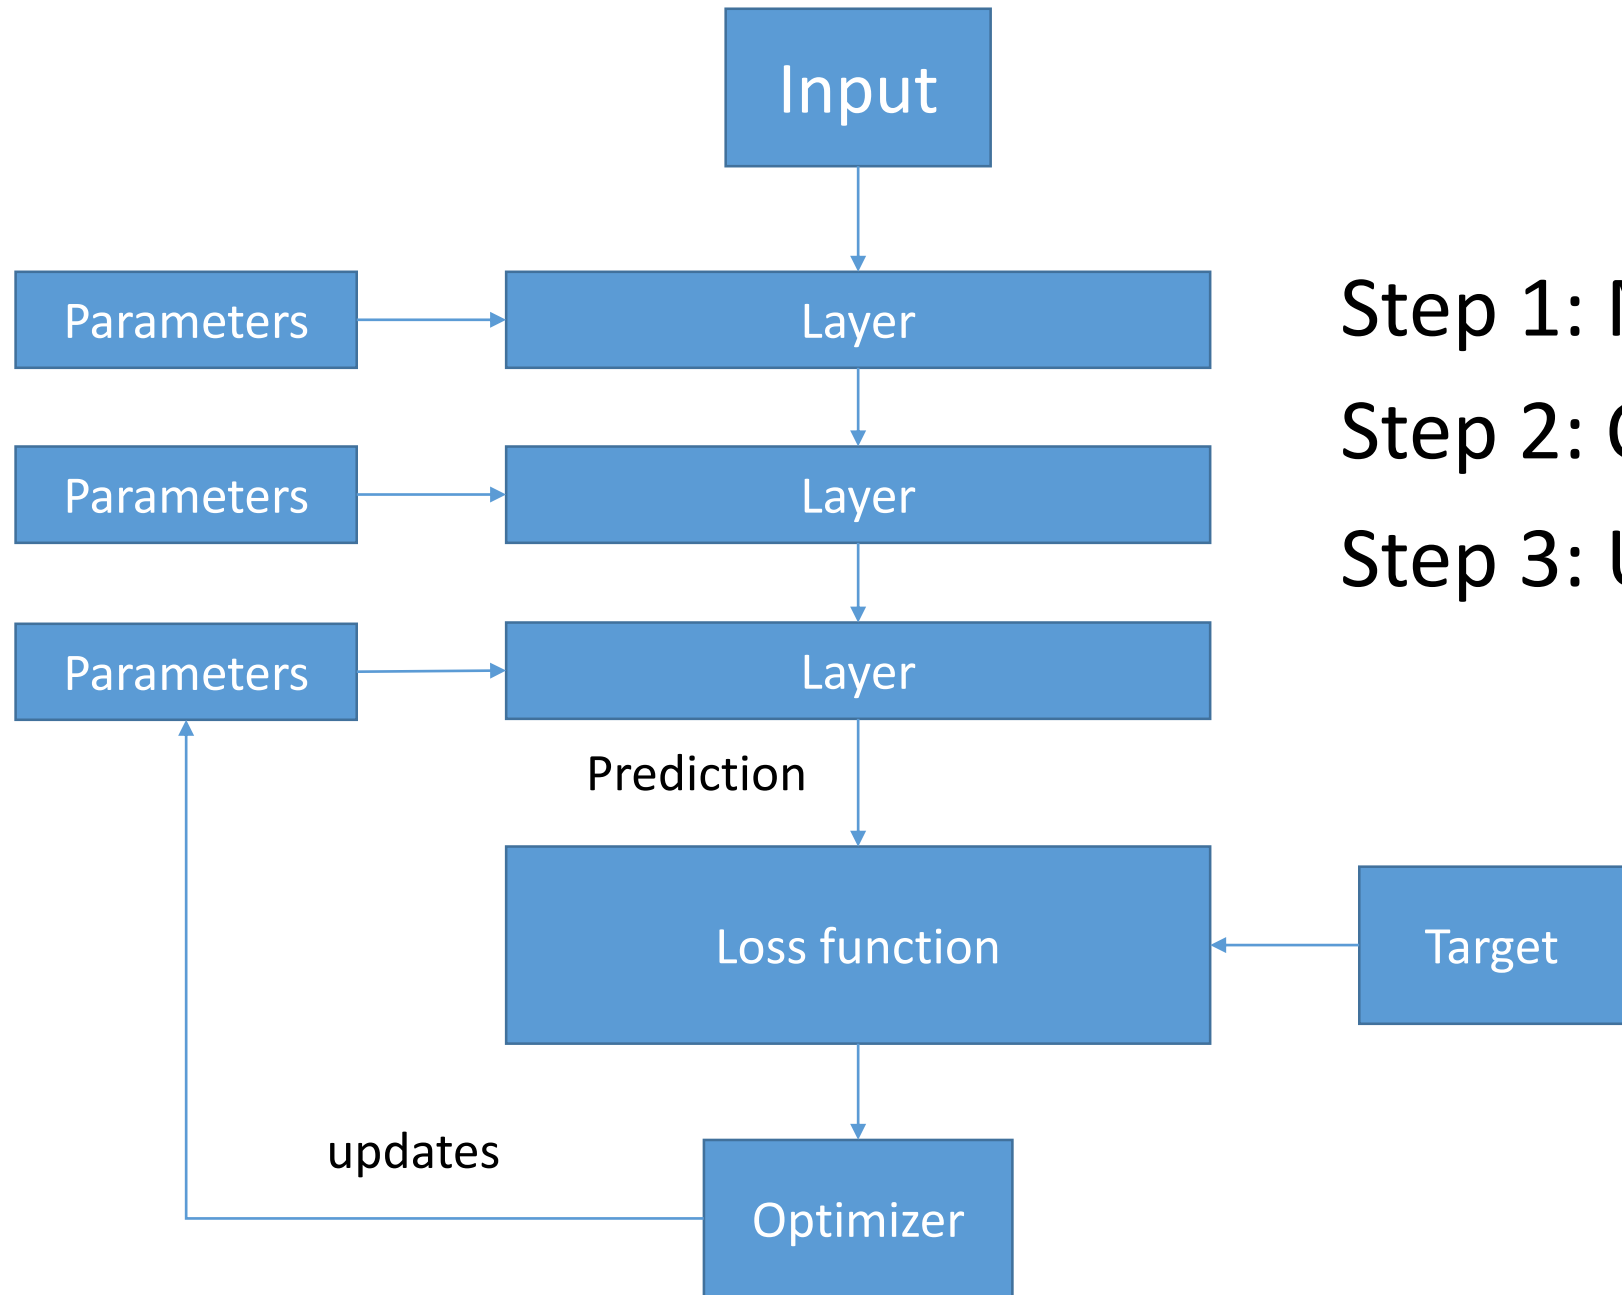 Input
Parameters
Layer
Step 1:
Parameters
Layer
Step 2:
Step 3:
Parameters
Layer
Prediction
Loss function
Target
updates
Optimizer